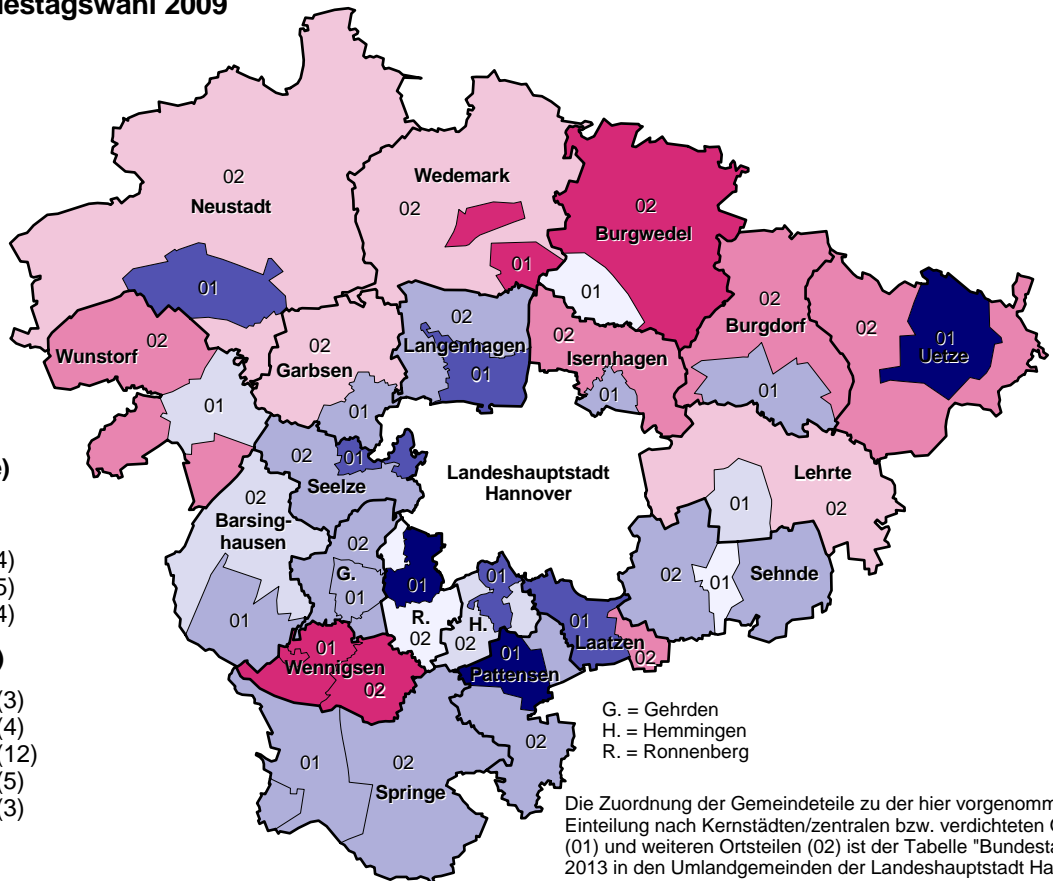 02
Neustadt
01
Wedemark
02
01
02
Burgwedel
01
02
Wunstorf
01
02
Garbsen
01
02
Langenhagen
01
02
Isernhagen
01
02
Burgdorf
01
02
01
Uetze
02
01
Seelze
Landeshauptstadt
Hannover
Lehrte
01
02
02
Barsing-
hausen
01
02
G.
01
01
R.
02
01
H.
02
02
01
Sehnde
01
Laatzen
02
01
Wennigsen
02
01
Pattensen
02
01
02
Springe
4)
5)
4)
)
(3)
(4)
(12)
(5)
(3)
G. = Gehrden
H. = Hemmingen
R. = Ronnenberg
Die Zuordnung der Gemeindeteile zu der hier
Einteilung nach Kernstädten/zentralen bzw. verdichteten
(01) und weiteren Ortsteilen (02) ist der Tabelle
2013 in den Umlandgemeinden der Landeshauptstadt